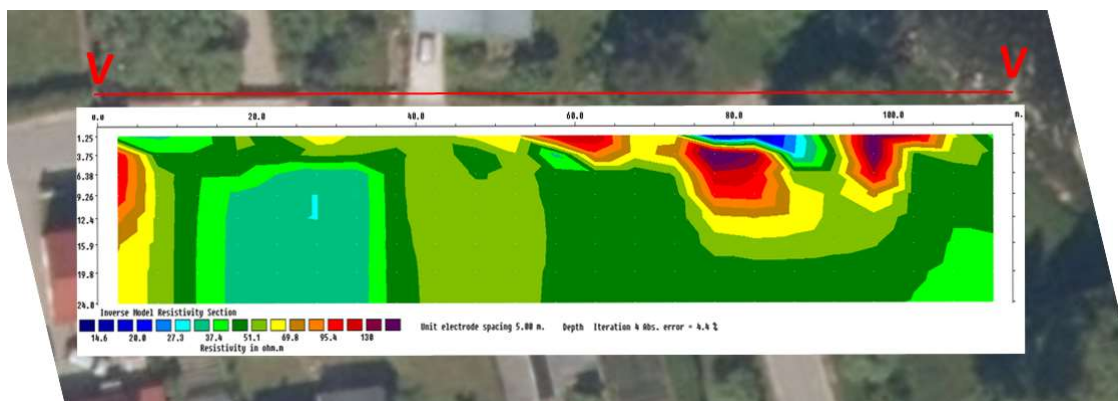 V V
0.0 20.0 40.0 60.0 80.0 100.0 m.
1.25
3.75
6.38
9.26
12.4
15.9
19.8
24.0
Inverse Model Resistivity Section
14.6 20.0 27.3 37.4 51.1 69.8 95.4 130
Resistivity in ohm.m
Unit electrode spacing 5.00 m. Depth Iteration 4 Abs. error = 4.4 %